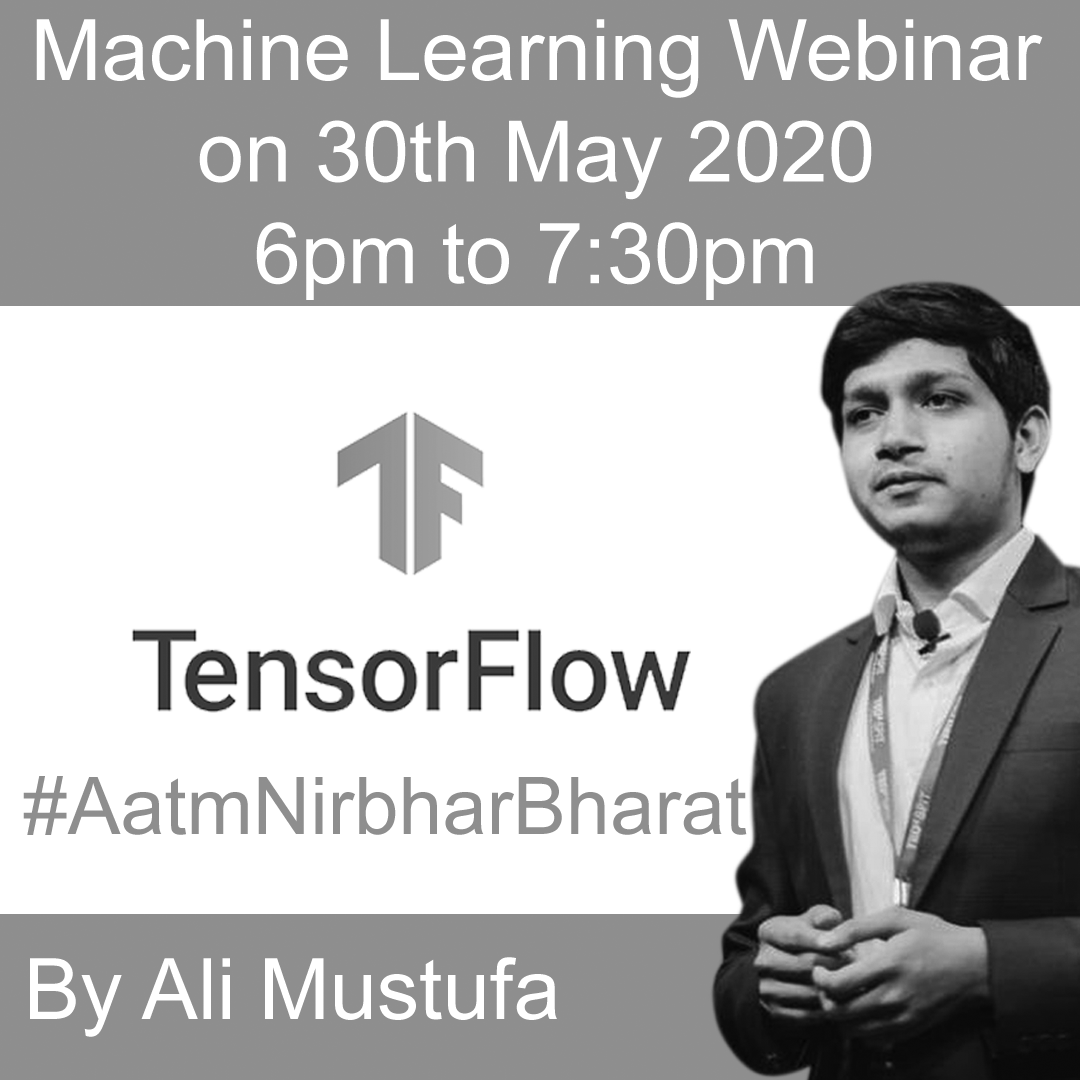 Machine Learning Webinar
on 30th May 2020
6pm to 7:30pm
TensorFlow
#AatmNirbharBharat
By Ali Mustufa